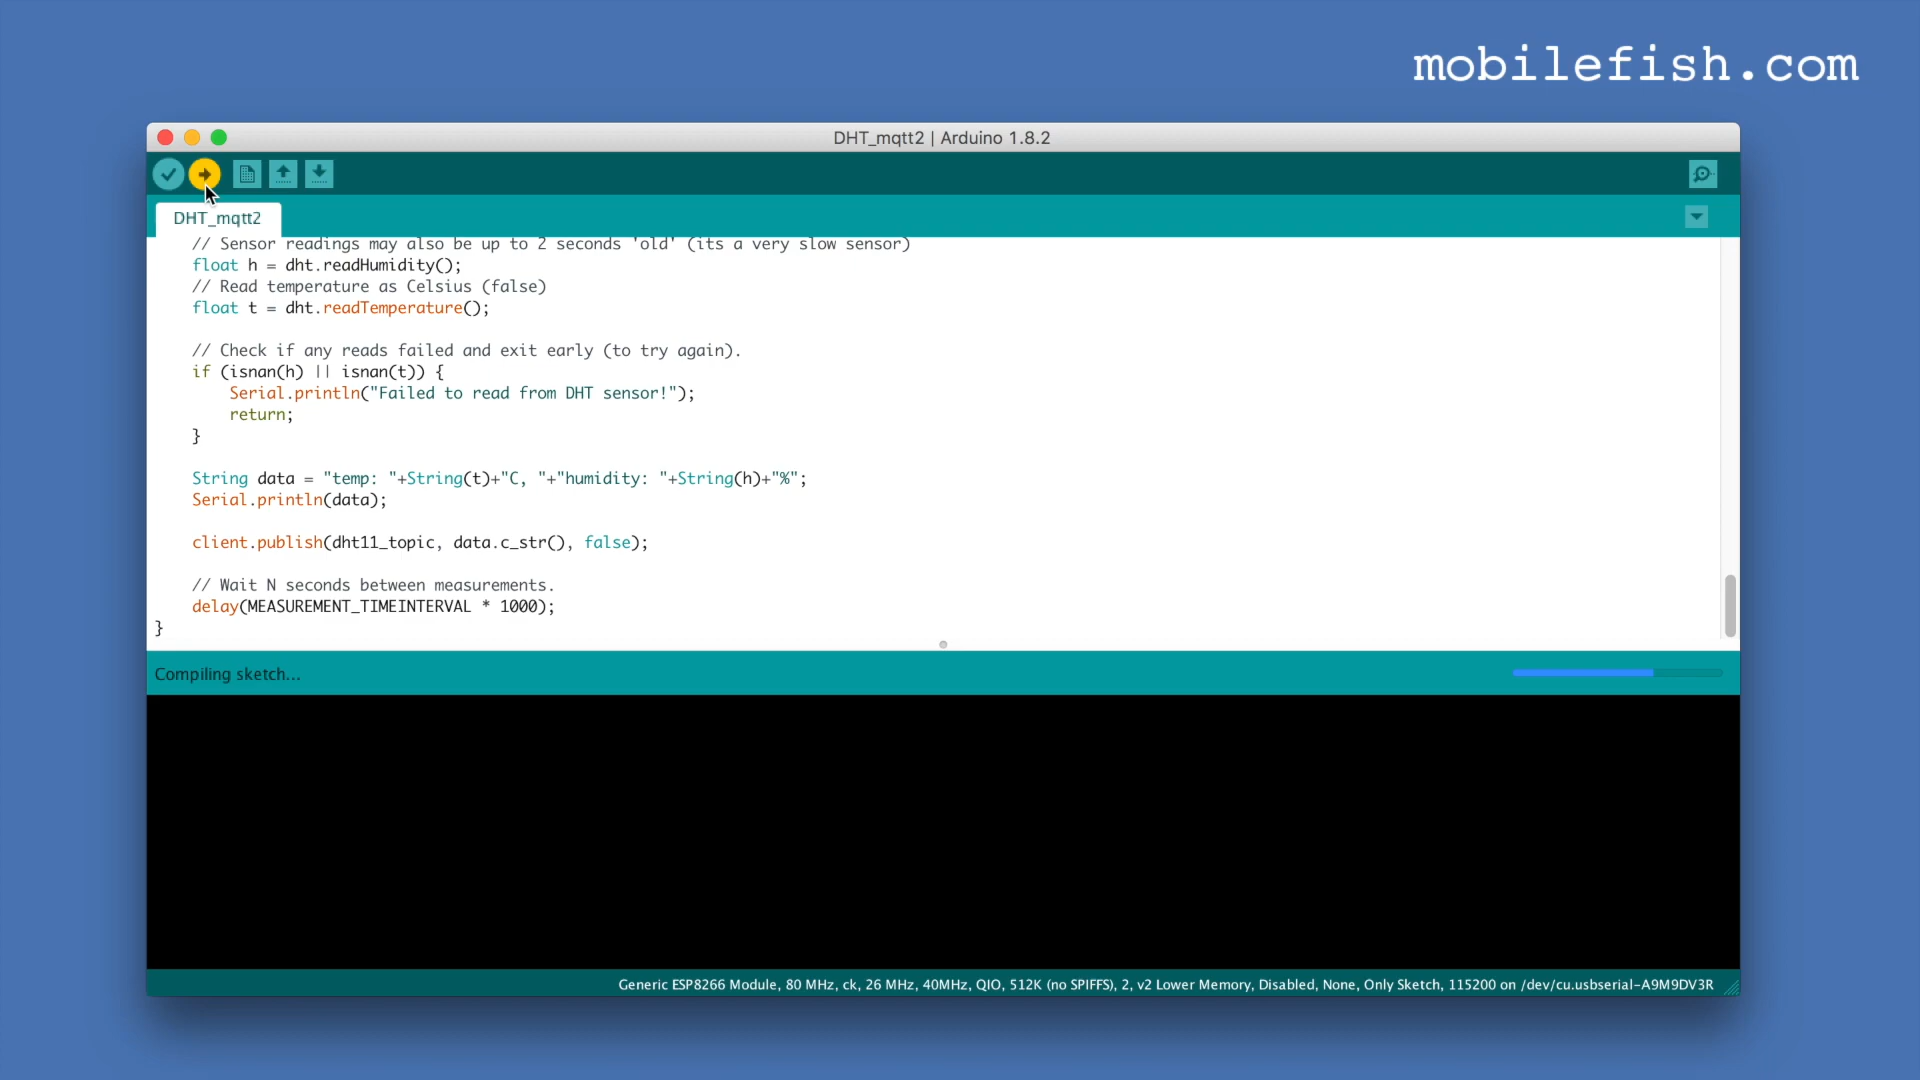 mobilefish.com
DHT_mqtt2 | Arduino 1.8.2
DHT_mqtt2
// Sensor readings may also be up to 2 seconds 'old' (its a very slow sensor)
float h = dht.readHumidity();
// Read temperature as Celsius (false)
float t = dht.readTemperature();
// Check if any reads failed and exit early (to try again).
if (isnan(h) || isnan(t)) {
Serial.println("Failed to read from DHT sensor!");
return;
}
String data = "temp: "+String(t)+"C, "+"humidity: "+String(h)+"%";
Serial.println(data);
client.publish(dht11_topic, data.c_str(), false);
// Wait N seconds between measurements.
delay(MEASUREMENT_TIMEINTERVAL * 1000);
}
Compiling sketch...
Generic ESP8266 Module, 80 MHz, ck, 26 MHz, 40MHz, QIO, 512K (no SPIFFS), 2, v2 Lower Memory, Disabled, None, Only Sketch, 115200 on /dev/cu.usbserial-A9M9DV3R